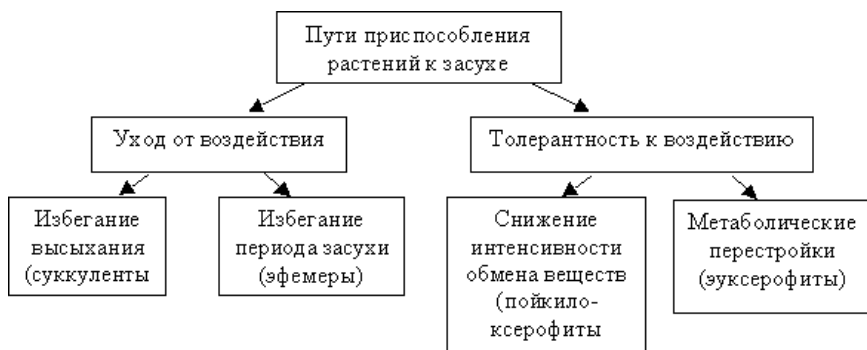 Пути приспособления
растений к засухе
Уход от воздействия
Толерантность к воздействию
Избегание
высыхания
(суккуленты
Избегание
периода засухи
(эфемеры)
Снижение
интенсивности
обмена веществ
(пойкило-
ксерофиты
Метаболические
перестройки
(эуксерофиты)